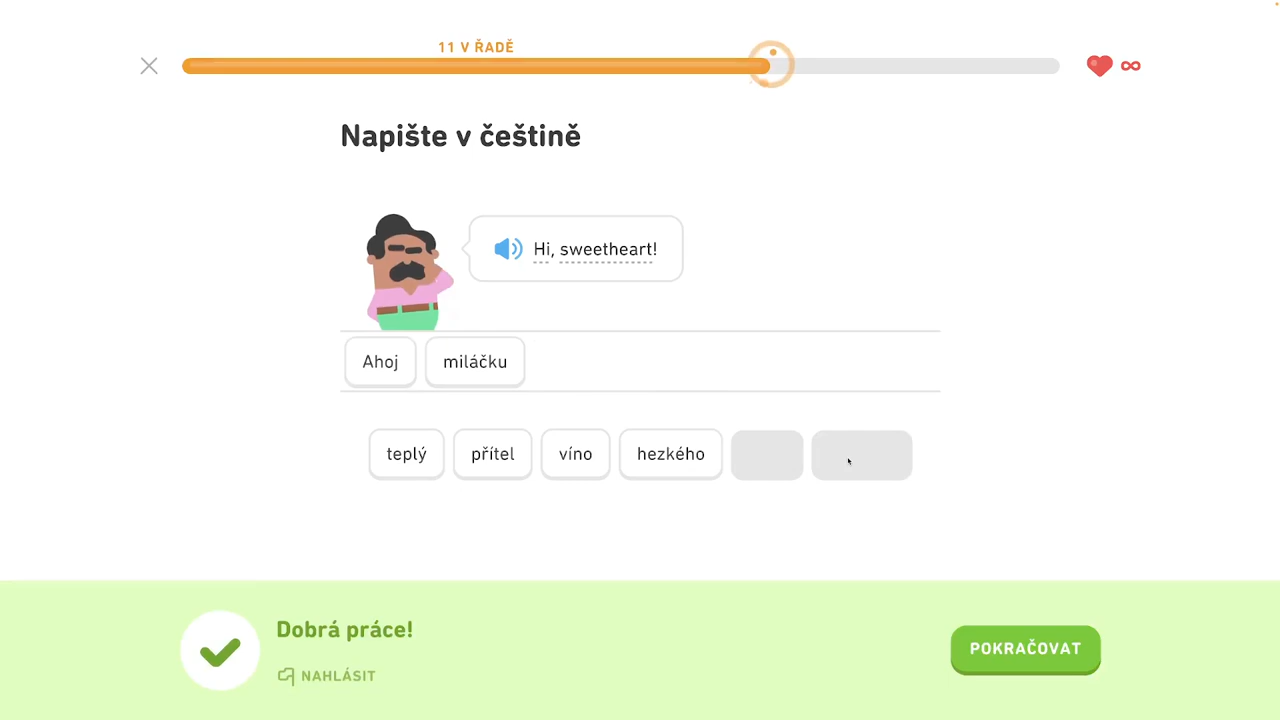 11 V ŘADĚ
Napište v češtině
Hi, sweetheart!
Ahoj miláčku
teplý přítel víno hezkého
Dobrá práce!
NAHLÁSIT
POKRAČOVAT